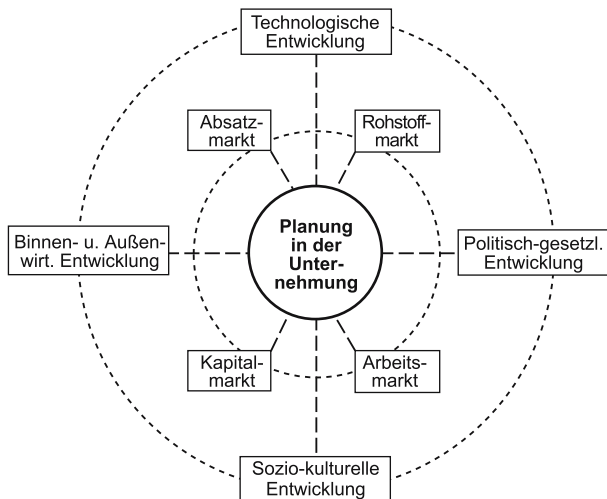 Technologische
Entwicklung
Absatz-
markt
Rohstoff-
markt
Binnen- u. Außen-
wirt. Entwicklung
Planung
in der
Unter-
nehmung
Politisch-gesetzl.
Entwicklung
Kapital-
markt
Arbeits-
markt
Sozio-kulturelle
Entwicklung